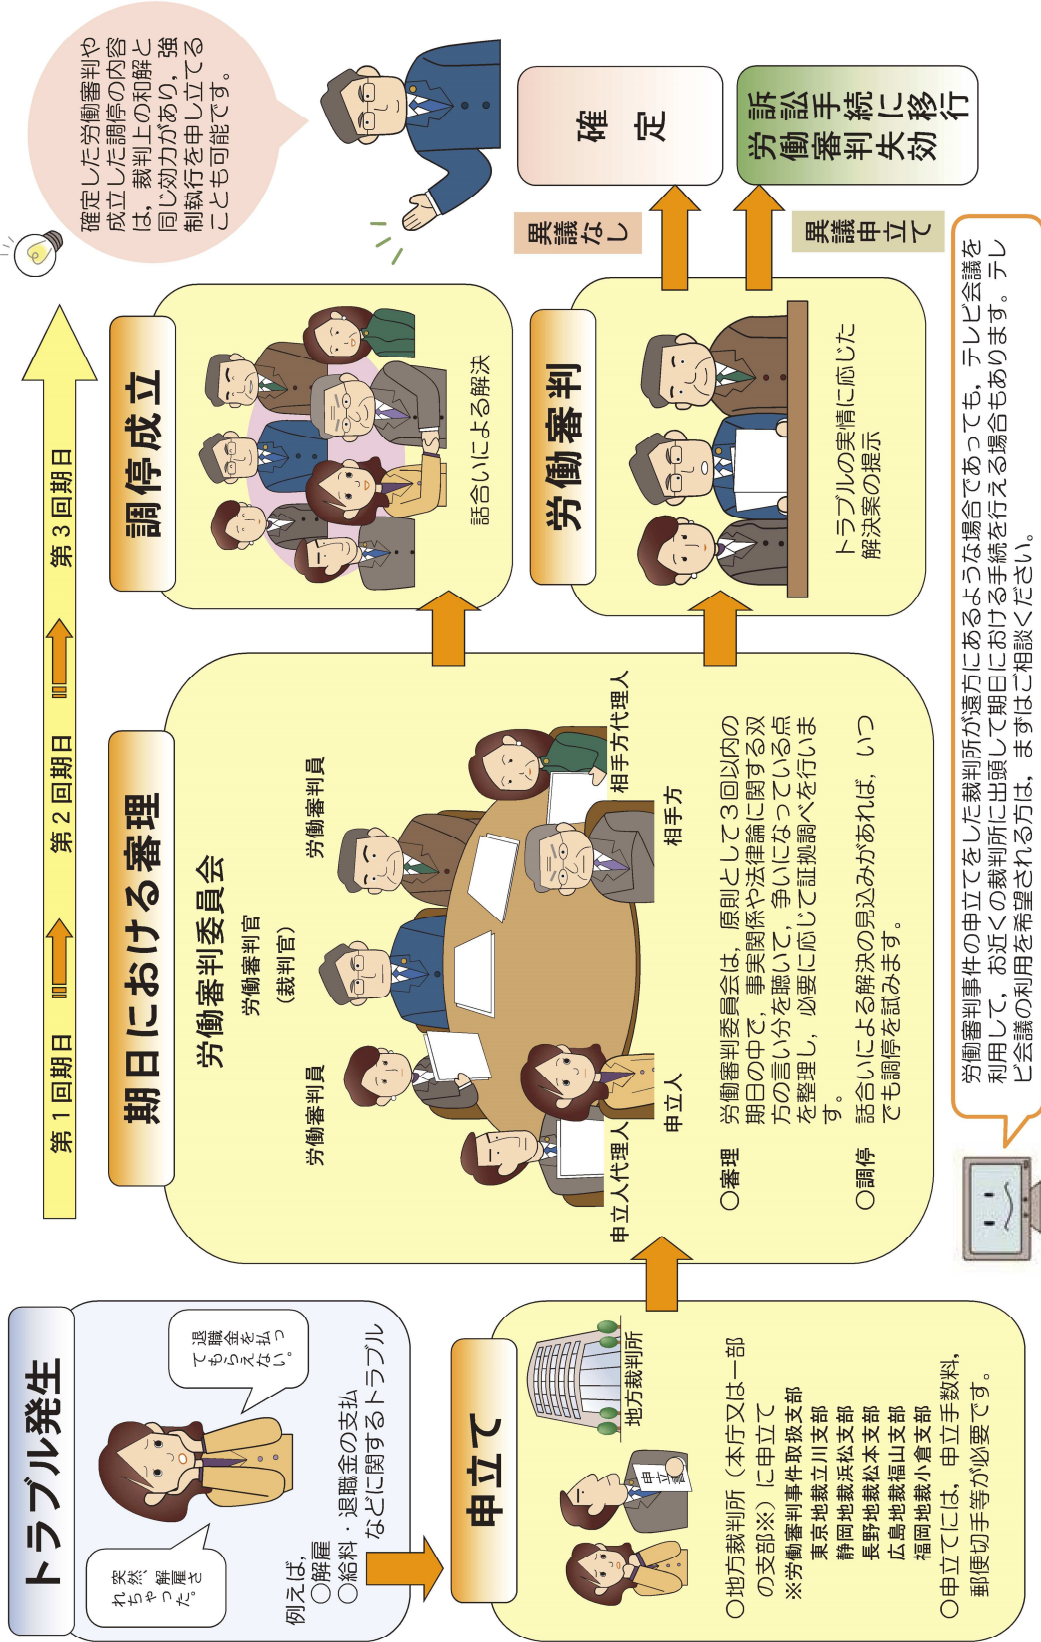 トラブル発生
突然、
解雇さ
れちゃっ
た。
退職金を
払っ
てもらえ
ない。
例えば，
○解雇
○給料・退職金の支払
などに関するトラブル
申立て
申立書
地方裁判所
○地方裁判所（本庁又は一部
の支部※）に申立て
※労働審判事件取扱支部
東京地裁立川支部
静岡地裁浜松支部
長野地裁松本支部
広島地裁福山支部
福岡地裁小倉支部
○申立てには，申立手数料，
郵便切手等が必要です。
第１回期日
第２回期日
第３回期日
期日における審理
労働審判委員会
労働審判官
（裁判官）
労働審判員
労働審判員
申立人代理人
申立人
相手方
相手方代理人
○審理
労働審判委員会は，原則として３回以内の
期日の中で，事実関係や法律論に関する双
方の言い分を聴いて，争いになっている点
を整理し，必要に応じて証拠調べを行いま
す。
○調停
話合いによる解決の見込みがあれば，いつ
でも調停を試みます。
調停成立
話合いによる解決
労働審判
トラブルの実情に応じた
解決案の提示
確定した労働審判や
成立した調停の内容
は，裁判上の和解と
同じ効力があり，強
制執行を申し立てる
ことも可能です。
異議
なし
確
定
異議
申立て
訴訟手続に移行
労働審判失効
労働審判事件の申立てをした裁判所が遠方にあるような場合であっても，テレビ会議を
利用して，お近くの裁判所に出頭して期日における手続を行える場合もあります。テレ
ビ会議の利用を希望される方は，まずはご相談ください。